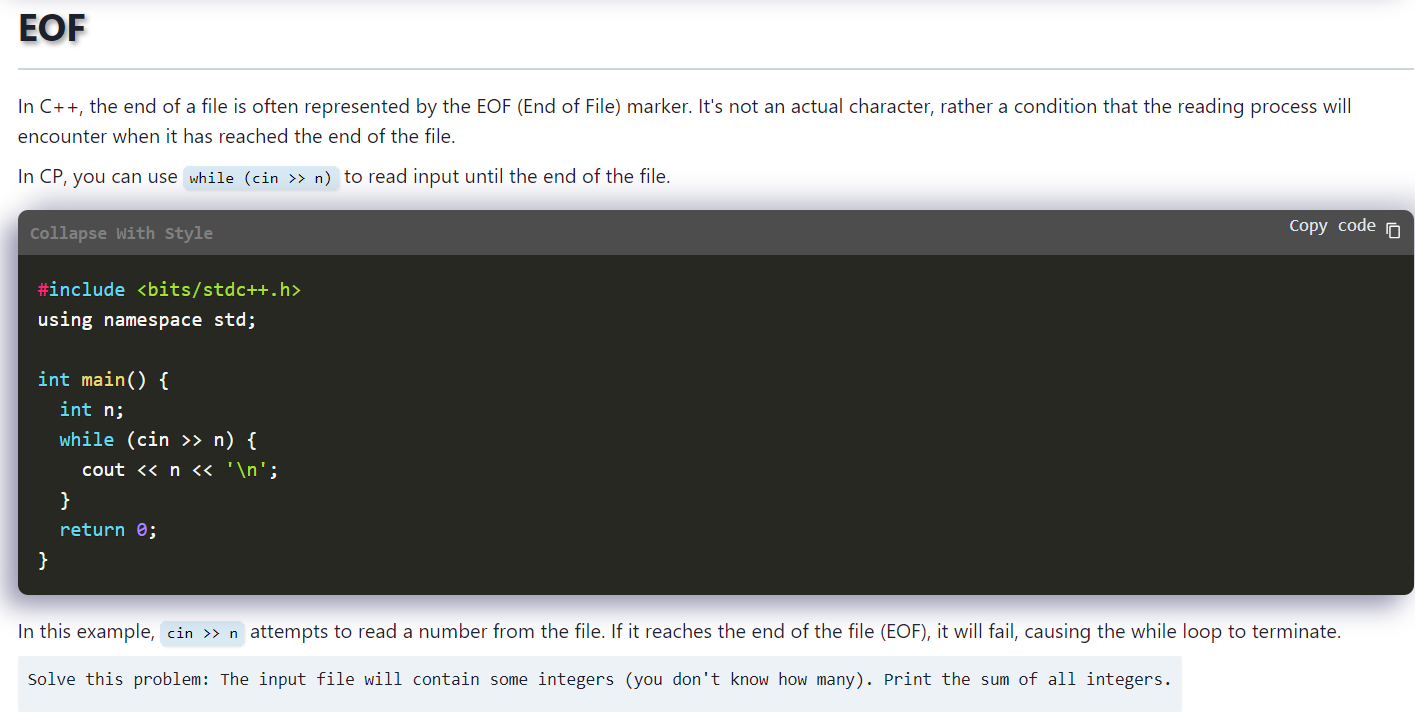 EOF
In C++, the end of a file is often represented by the EOF (End of File) marker. It's not an actual character, rather a condition that the reading process will
encounter when it has reached the end of the file.
In CP, you can use while (cin >> n) to read input until the end of the file.
Collapse With Style
Copy code
#include <bits/stdc++.h>
using namespace std;
int main() {
  int n;
  while (cin >> n) {
    cout << n << '\n';
  }
  return 0;
}
In this example, cin >> n attempts to read a number from the file. If it reaches the end of the file (EOF), it will fail, causing the while loop to terminate.
Solve this problem: The input file will contain some integers (you don't know how many). Print the sum of all integers.